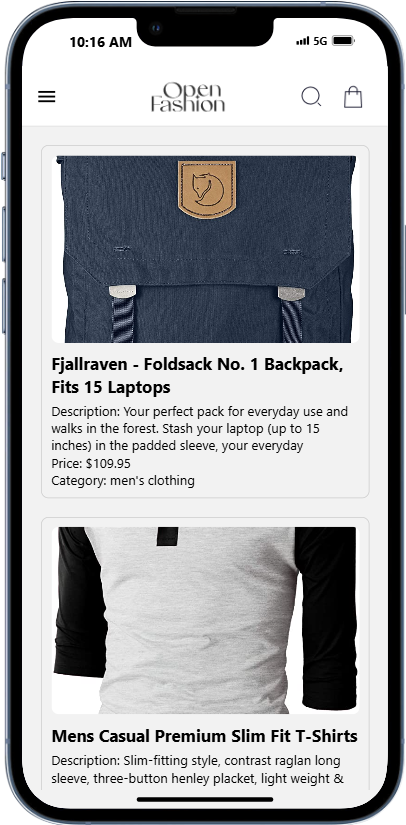 10:16 AM
5G
Open
Fashion
Fjallraven - Foldsack No. 1 Backpack,
Fits 15 Laptops
Description: Your perfect pack for everyday use and
walks in the forest. Stash your laptop (up to 15
inches) in the padded sleeve, your everyday
Price: $109.95
Category: men's clothing
Mens Casual Premium Slim Fit T-Shirts
Description: Slim-fitting style, contrast raglan long
sleeve, three-button henley placket, light weight &